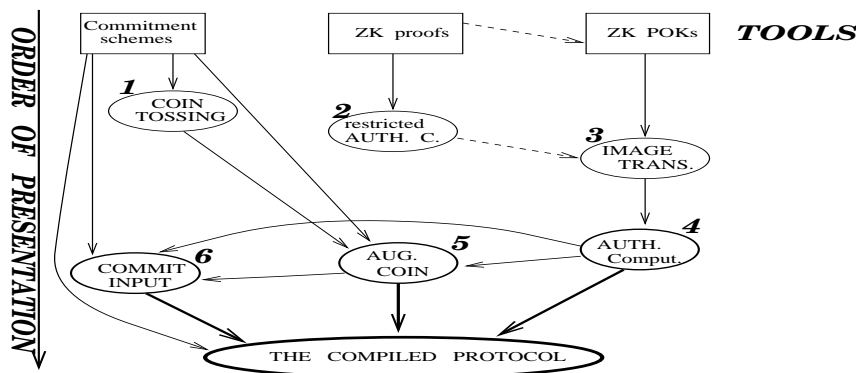 Commitment
schemes
ZK proofs
ZK POKs
TOOLS
ORDER OF PRESENTATION
1
COIN
TOSSING
2
restricted
AUTH. C.
3
IMAGE
TRANS.
4
AUTH.
Comput.
5
AUG.
COIN
6
COMMIT
INPUT
THE COMPILED PROTOCOL